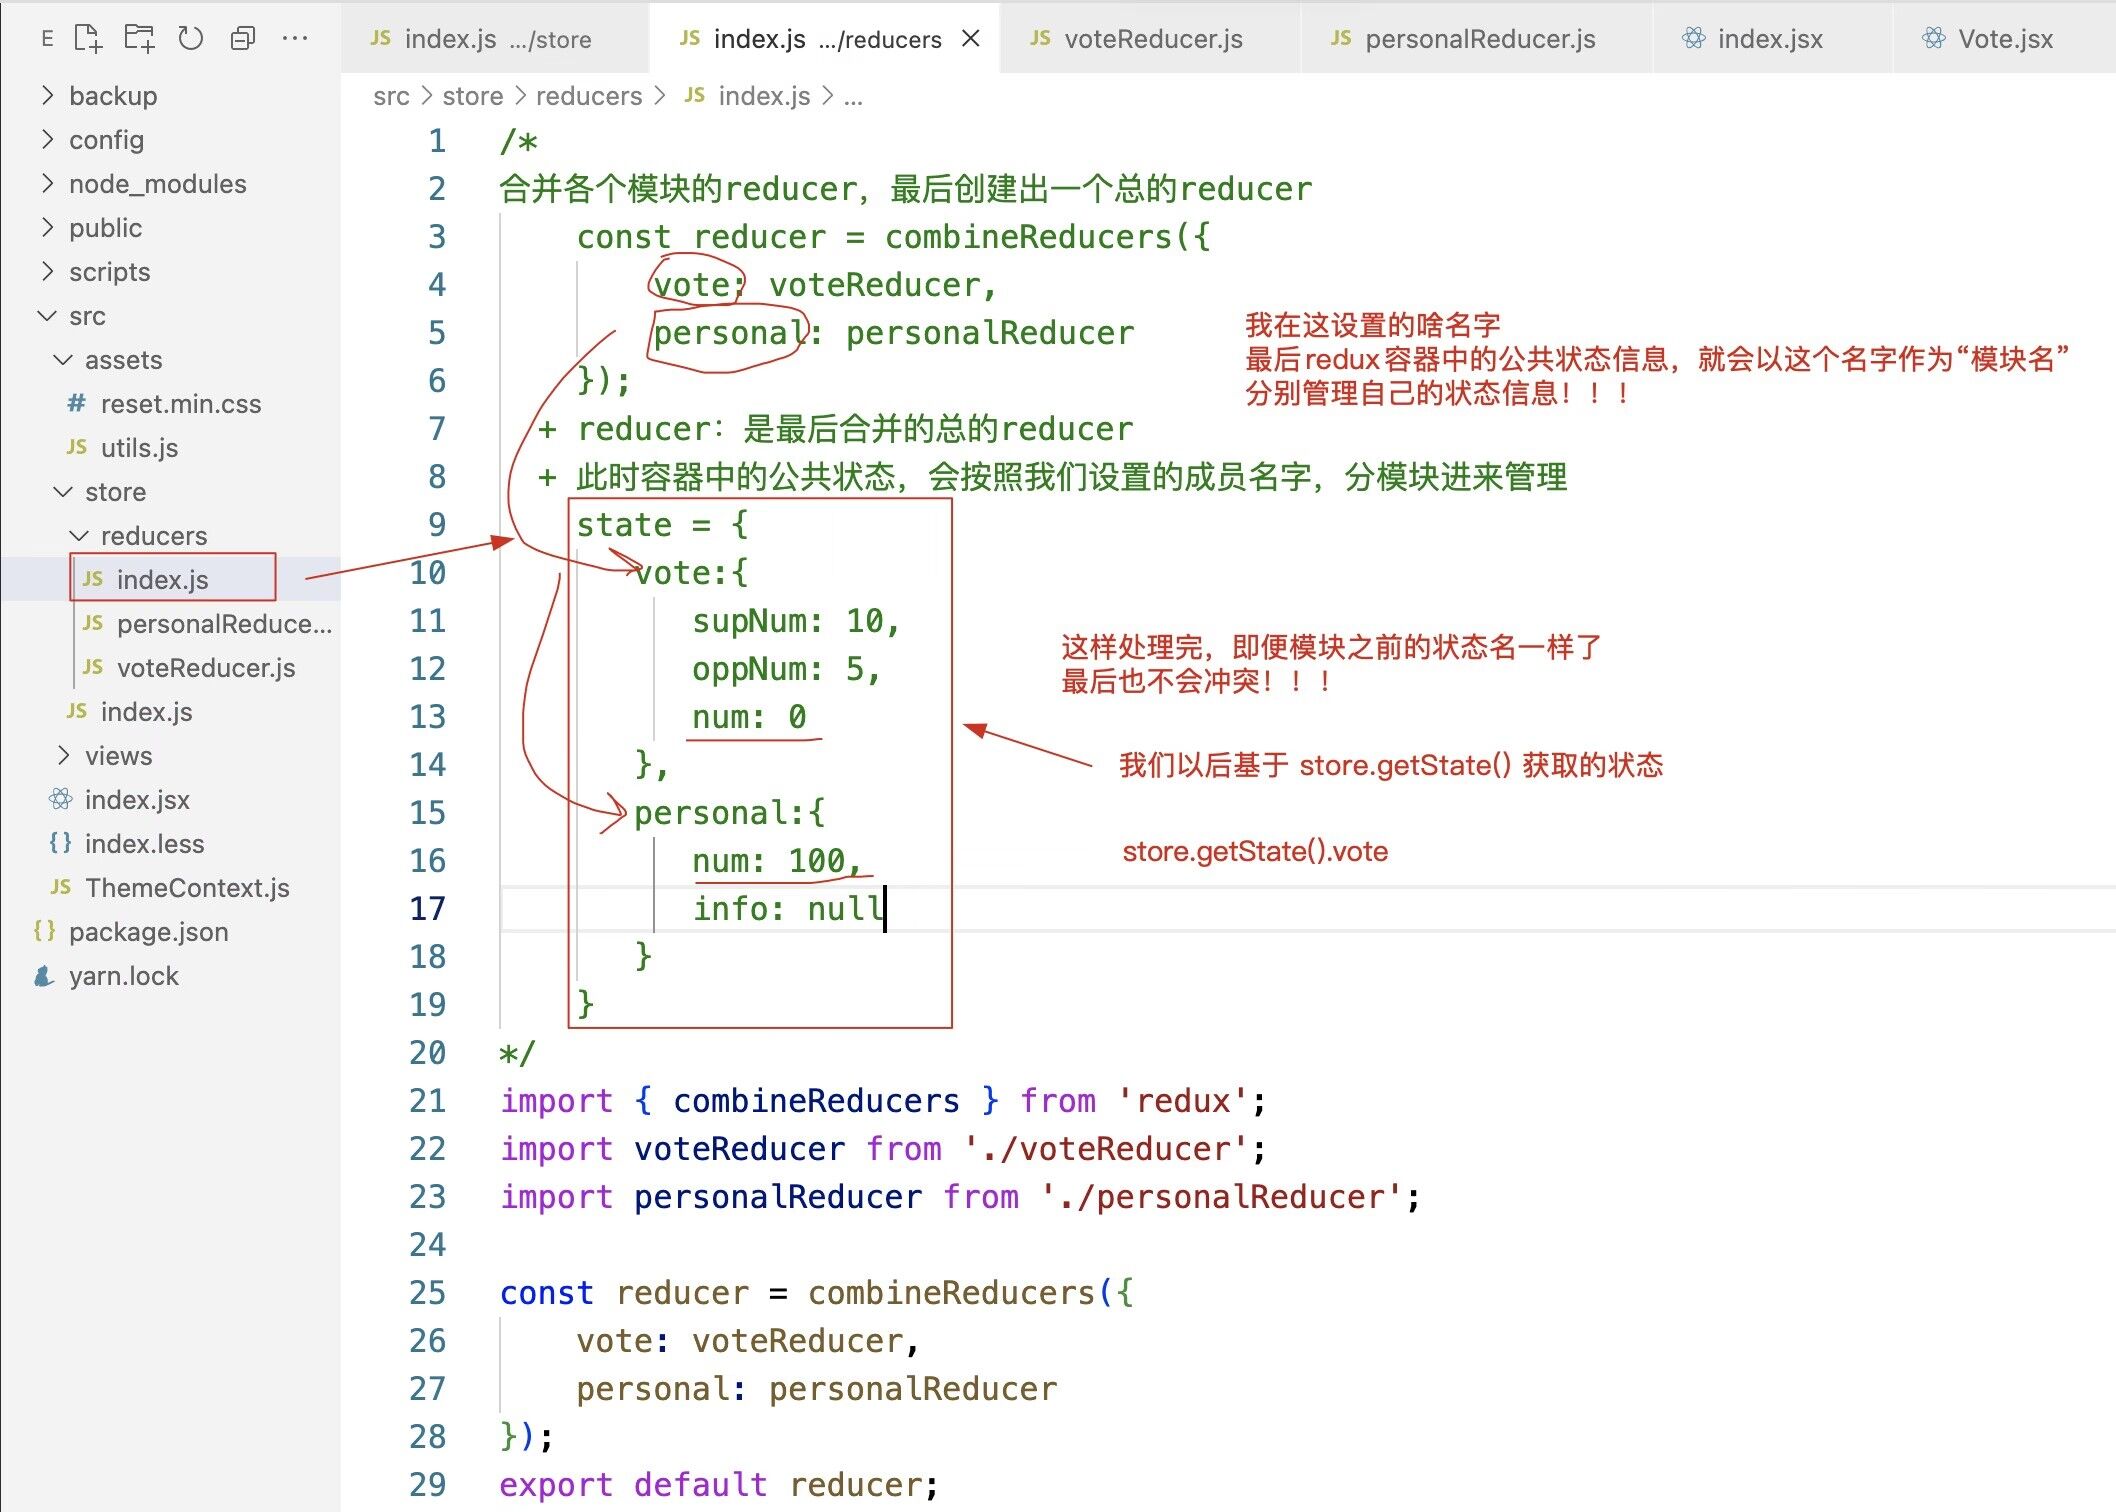 E
JS index.js .../store
JS index.js .../reducers
JS voteReducer.js
JS personalReducer.js
index.jsx
Vote.jsx
src > store > reducers > JS index.js > ...
backup
config
node_modules
public
scripts
src
assets
# reset.min.css
JS utils.js
store
reducers
JS index.js
JS personalReduce...
JS voteReducer.js
JS index.js
views
index.jsx
{} index.less
JS ThemeContext.js
{} package.json
yarn.lock
1 /*
2 合并各个模块的reducer，最后创建出一个总的reducer
3 const reducer = combineReducers({
4 vote: voteReducer,
5 personal: personalReducer
6 });
7 + reducer：是最后合并的总的reducer
8 + 此时容器中的公共状态，会按照我们设置的成员名字，分模块进来管理
9 state = {
10 vote:{
11 supNum: 10,
12 oppNum: 5,
13 num: 0
14 },
15 personal:{
16 num: 100,
17 info: null
18 }
19 }
20 */
21 import { combineReducers } from 'redux';
22 import voteReducer from './voteReducer';
23 import personalReducer from './personalReducer';
24
25 const reducer = combineReducers({
26 vote: voteReducer,
27 personal: personalReducer
28 });
29 export default reducer;
我在这设置的啥名字
最后redux容器中的公共状态信息，就会以这个名字作为“模块名”
分别管理自己的状态信息！！！
这样处理完，即便模块之前的状态名一样了
最后也不会冲突！！！
我们以后基于 store.getState() 获取的状态
store.getState().vote